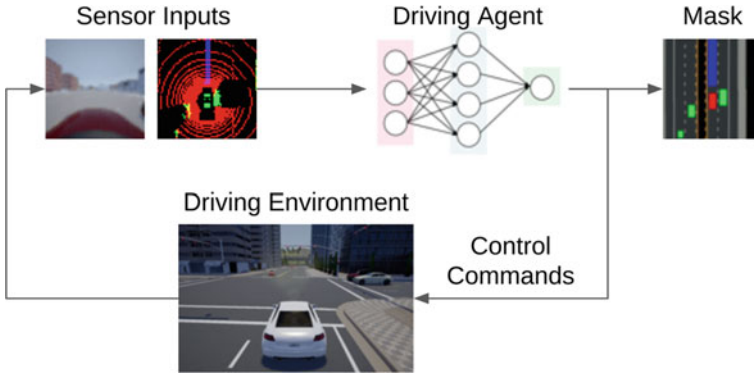 Sensor Inputs
Driving Agent
Mask
Driving Environment
Control
Commands